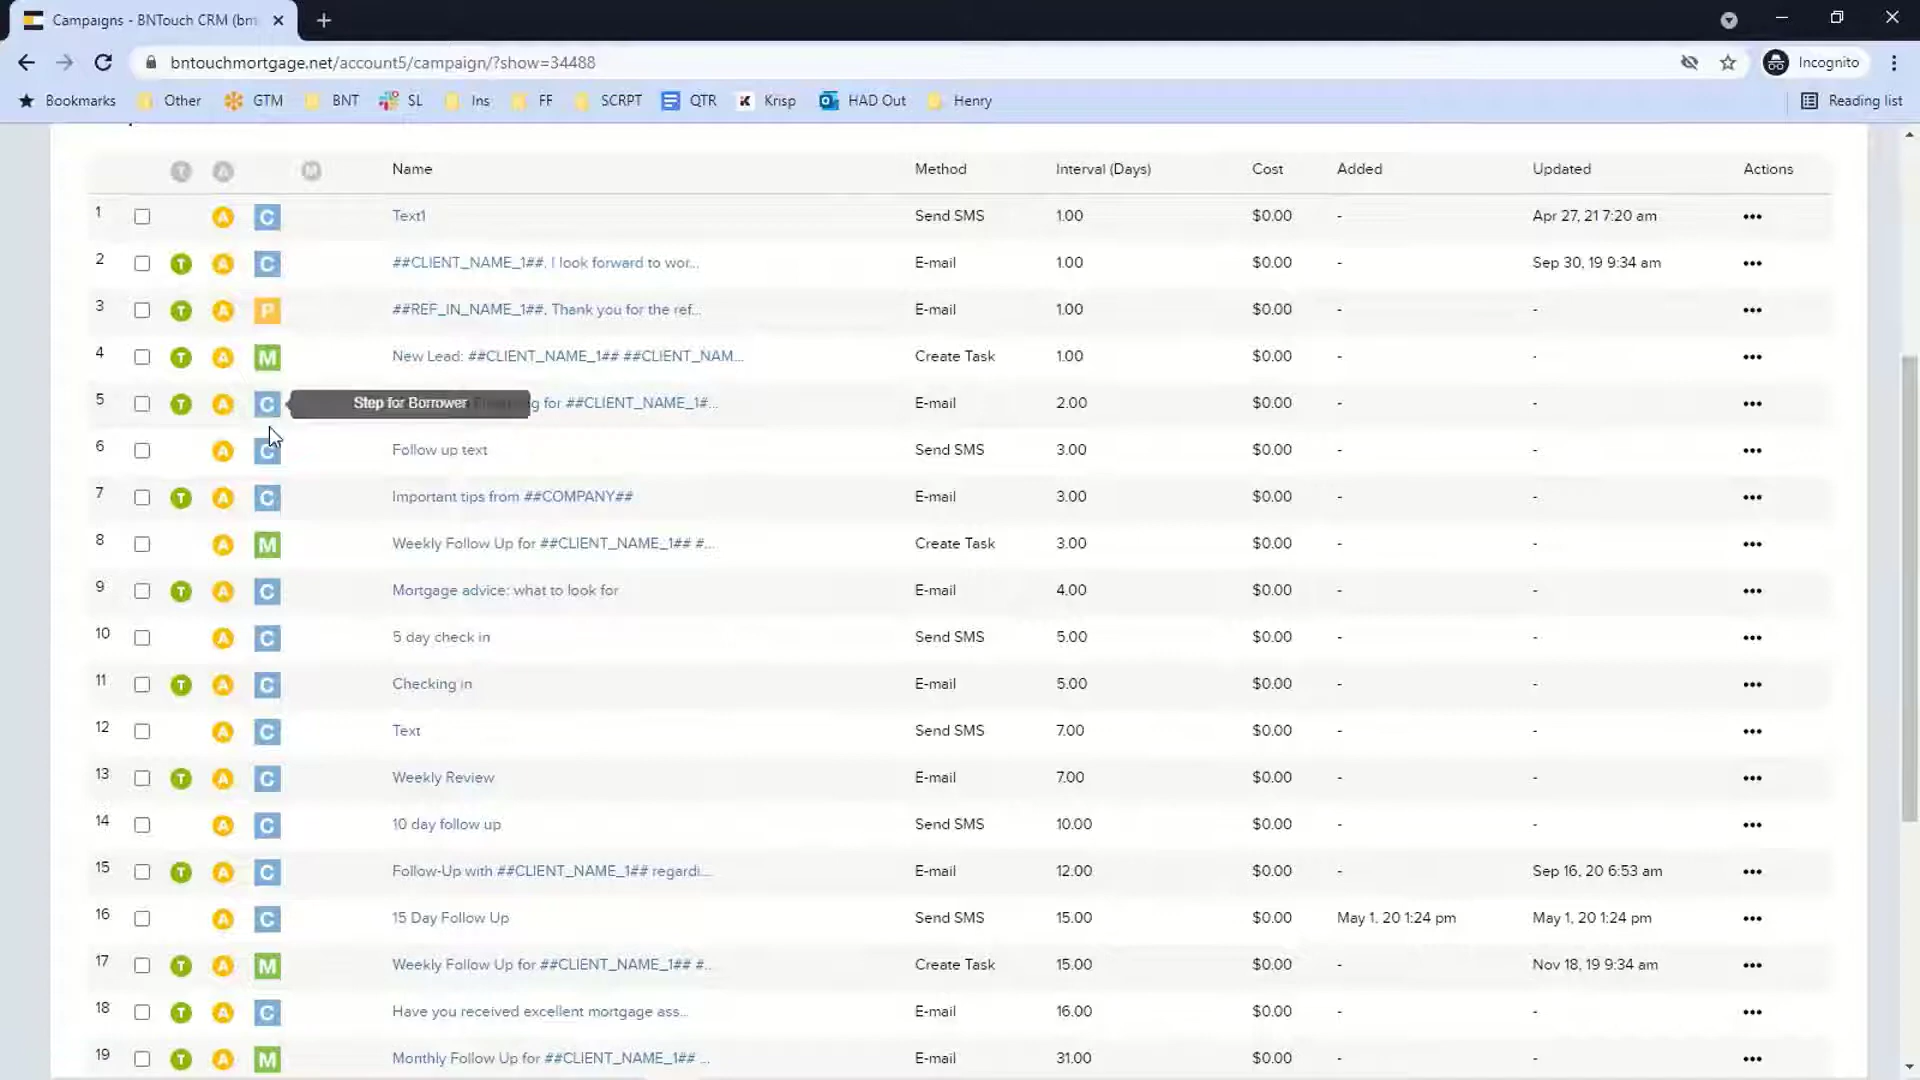 Campaigns - BNTouch CRM (bn
bntouchmortgage.net/account5/campaign/?show=34488
Incognito
Bookmarks Other GTM BNT SL Ins FF SCRPT QTR Krisp HAD Out Henry Reading list
T A M Name Method Interval (Days) Cost Added Updated Actions
1 A C Text1 Send SMS 1.00 $0.00 - Apr 27, 21 7:20 am •••
2 T A C ##CLIENT_NAME_1##, I look forward to wor... E-mail 1.00 $0.00 - Sep 30, 19 9:34 am •••
3 T A P ##REF_IN_NAME_1##, Thank you for the ref... E-mail 1.00 $0.00 - - •••
4 T A M New Lead: ##CLIENT_NAME_1## ##CLIENT_NAM... Create Task 1.00 $0.00 - - •••
5 T A C Step for Borrower g for ##CLIENT_NAME_1#... E-mail 2.00 $0.00 - - •••
6 A C Follow up text Send SMS 3.00 $0.00 - - •••
7 T A C Important tips from ##COMPANY## E-mail 3.00 $0.00 - - •••
8 A M Weekly Follow Up for ##CLIENT_NAME_1## #... Create Task 3.00 $0.00 - - •••
9 T A C Mortgage advice: what to look for E-mail 4.00 $0.00 - - •••
10 A C 5 day check in Send SMS 5.00 $0.00 - - •••
11 T A C Checking in E-mail 5.00 $0.00 - - •••
12 A C Text Send SMS 7.00 $0.00 - - •••
13 T A C Weekly Review E-mail 7.00 $0.00 - - •••
14 A C 10 day follow up Send SMS 10.00 $0.00 - - •••
15 T A C Follow-Up with ##CLIENT_NAME_1## regardi... E-mail 12.00 $0.00 - Sep 16, 20 6:53 am •••
16 A C 15 Day Follow Up Send SMS 15.00 $0.00 May 1, 20 1:24 pm May 1, 20 1:24 pm •••
17 T A M Weekly Follow Up for ##CLIENT_NAME_1## #... Create Task 15.00 $0.00 - Nov 18, 19 9:34 am •••
18 T A C Have you received excellent mortgage ass... E-mail 16.00 $0.00 - - •••
19 T A M Monthly Follow Up for ##CLIENT_NAME_1## ... E-mail 31.00 $0.00 - - •••